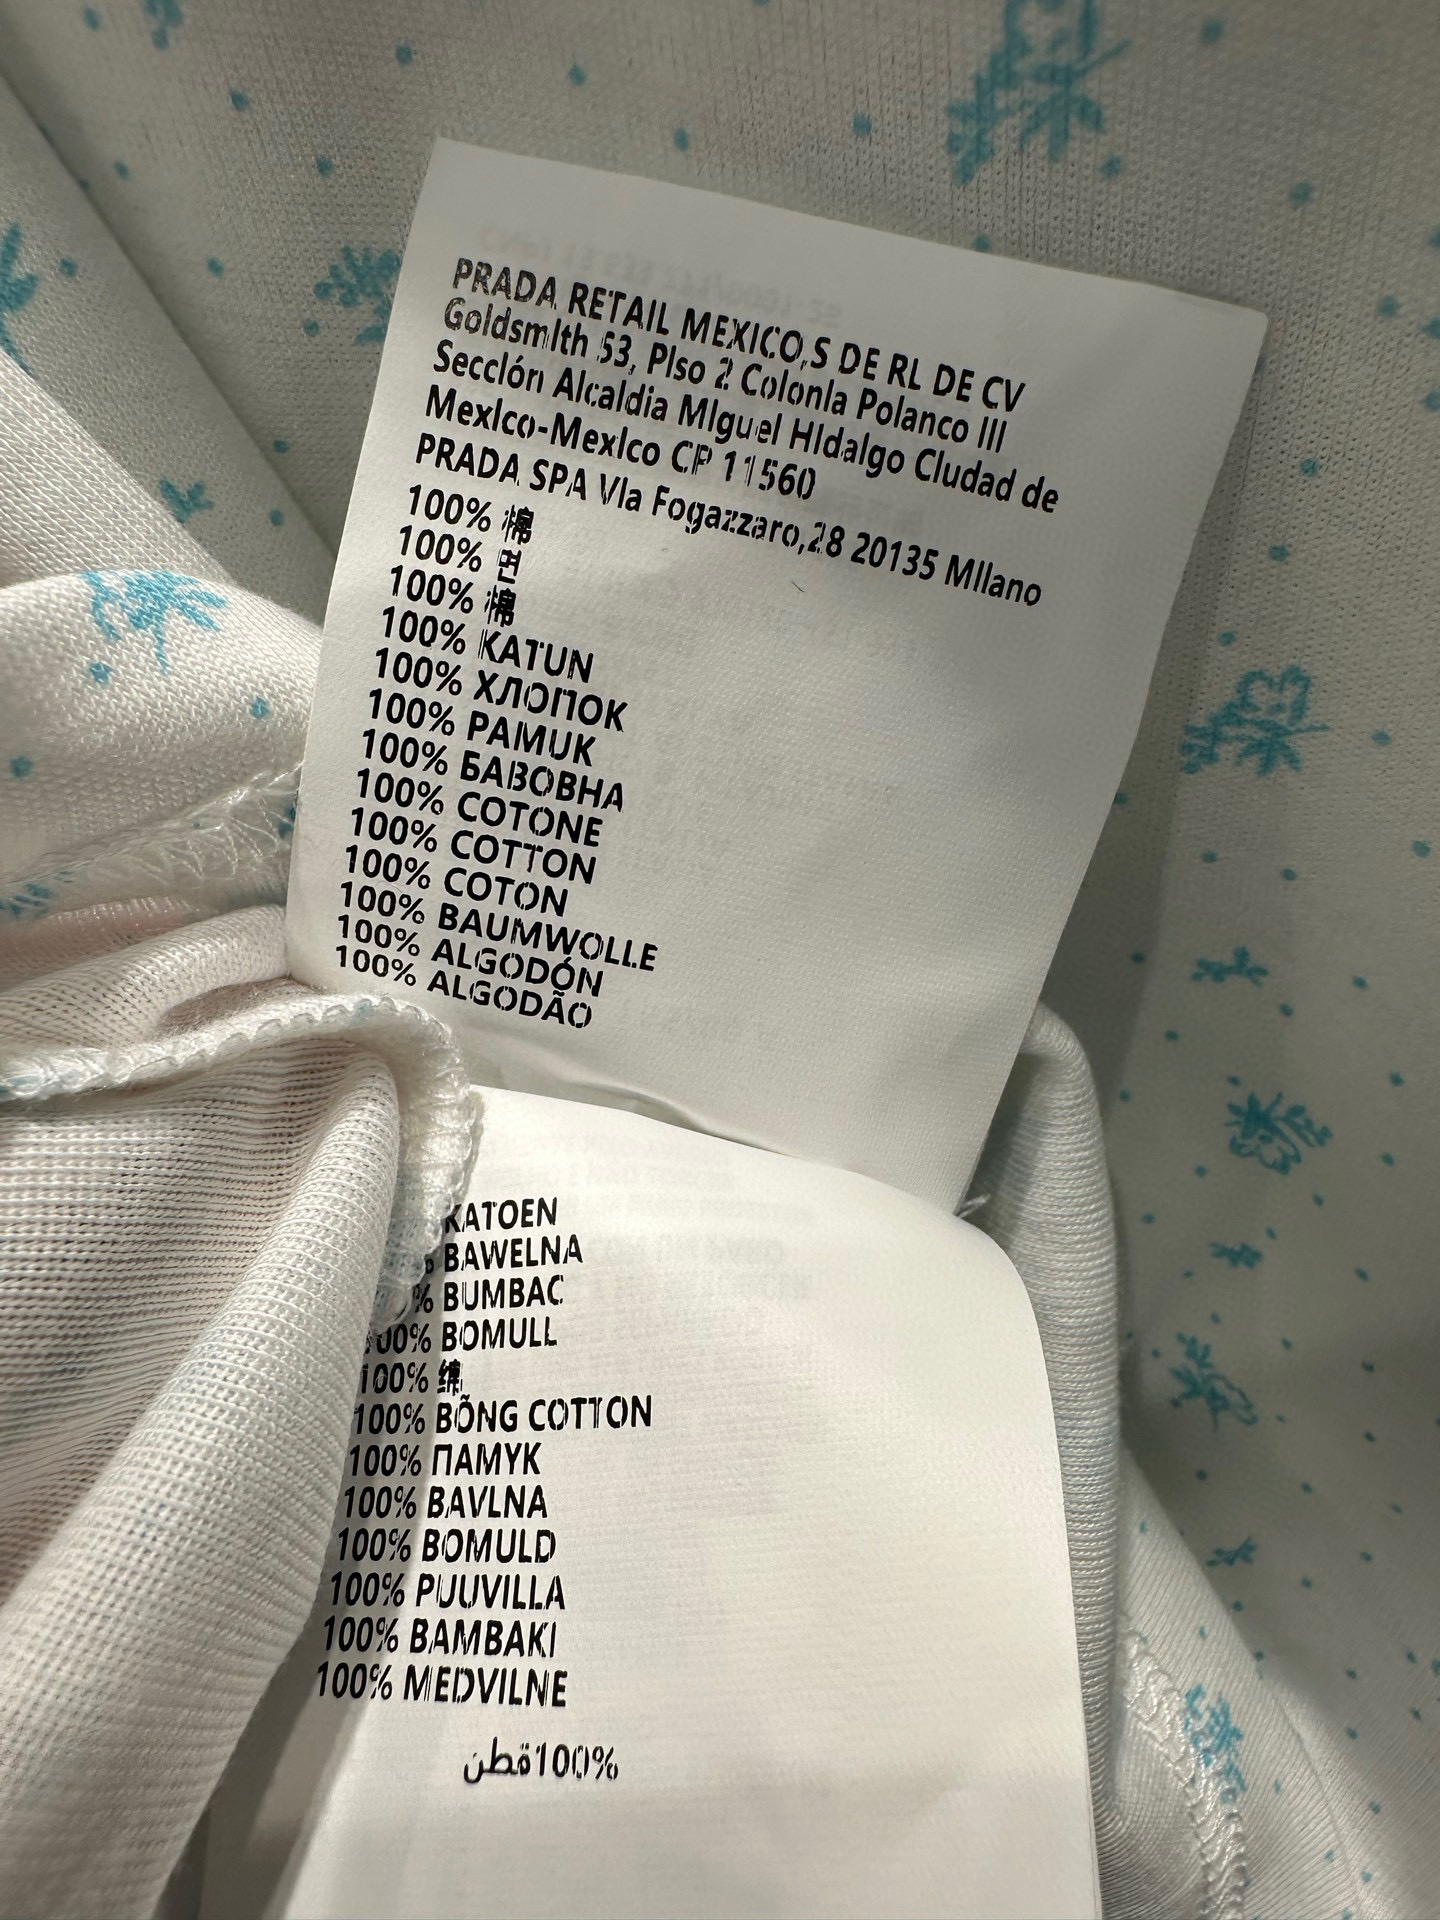 PRADA RETAIL MEXICO,S DE RL DE CV
Goldsmlth 53, Plso 2 Colonla Polanco III
Secclón Alcaldia Mlguel Hldalgo Cludad de
Mexlco-Mexlco CP 11560
PRADA SPA Vla Fogazzaro,28 20135 Mllano
100% 棉
100% 면
100% 棉
100% KATUN
100% ХЛОПОК
100% PAMUK
100% БАВОВНА
100% COTONE
100% COTTON
100% COTON
100% BAUMWOLLE
100% ALGODÓN
100% ALGODÃO
KATOEN
% BAWELNA
% BUMBAC
100% BOMULL
100% 綿
100% BÕNG COTTON
100% ПАМУК
100% BAVLNA
100% BOMULD
100% PUUVILLA
100% BAMBAKI
100% MEDVILNE
100%قطن